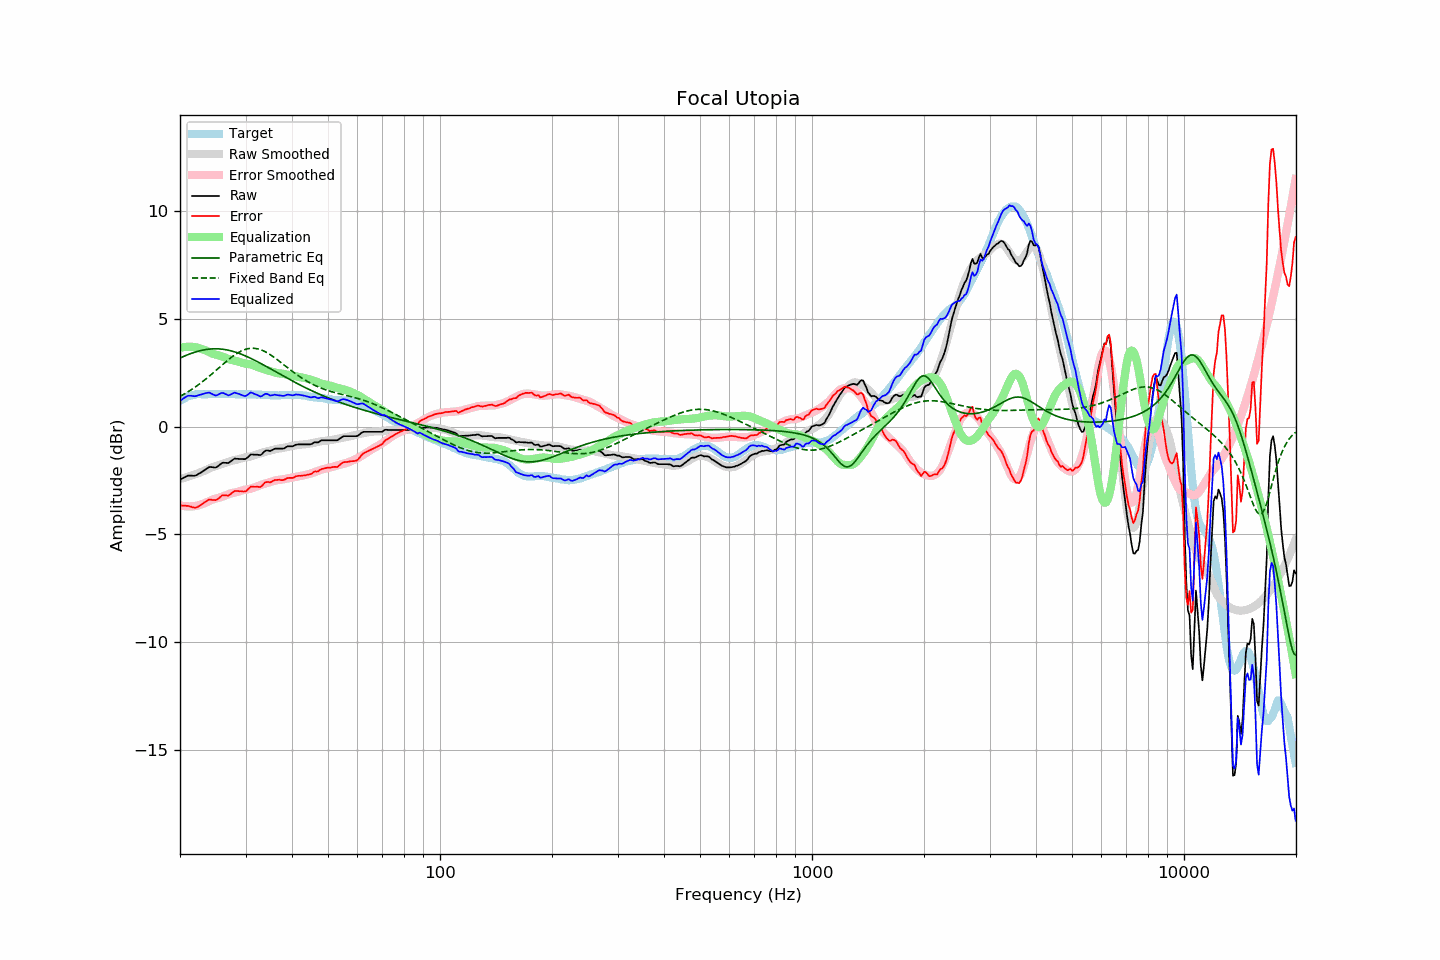 Focal Utopia
Target
Raw Smoothed
Error Smoothed
Raw
Error
Equalization
Parametric Eq
Fixed Band Eq
Equalized
Amplitude (dBr)
10
5
0
−5
−10
−15
100
1000
10000
Frequency (Hz)